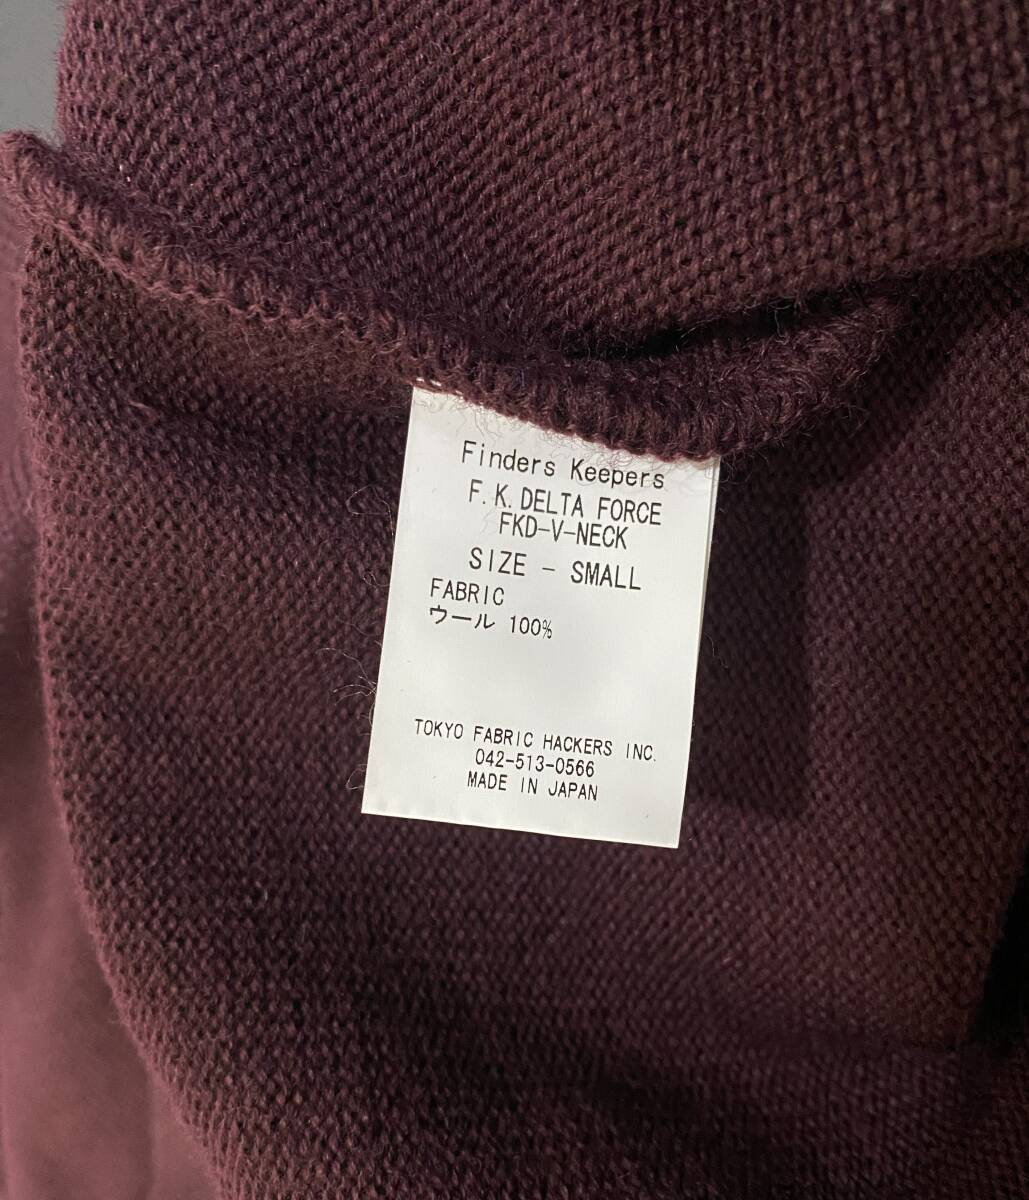 Finders Keepers
F.K.DELTA FORCE
FKD-V-NECK
SIZE - SMALL
FABRIC
ウール 100%
TOKYO FABRIC HACKERS INC.
042-513-0566
MADE IN JAPAN